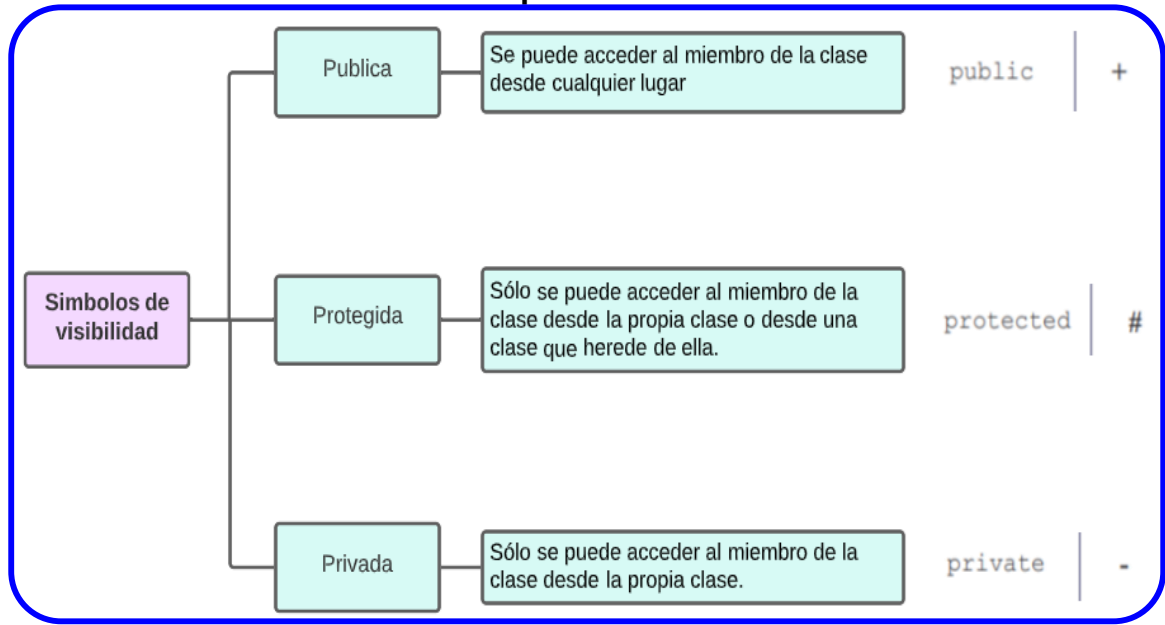 Simbolos de
visibilidad
Publica
Se puede acceder al miembro de la clase
desde cualquier lugar
public | +
Protegida
Sólo se puede acceder al miembro de la
clase desde la propia clase o desde una
clase que herede de ella.
protected | #
Privada
Sólo se puede acceder al miembro de la
clase desde la propia clase.
private | -